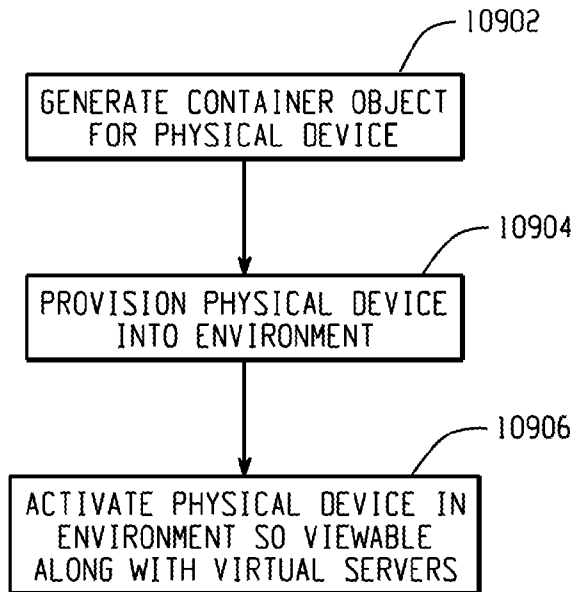 10902
GENERATE CONTAINER OBJECT
FOR PHYSICAL DEVICE
10904
PROVISION PHYSICAL DEVICE
INTO ENVIRONMENT
10906
ACTIVATE PHYSICAL DEVICE IN
ENVIRONMENT SO VIEWABLE
ALONG WITH VIRTUAL SERVERS